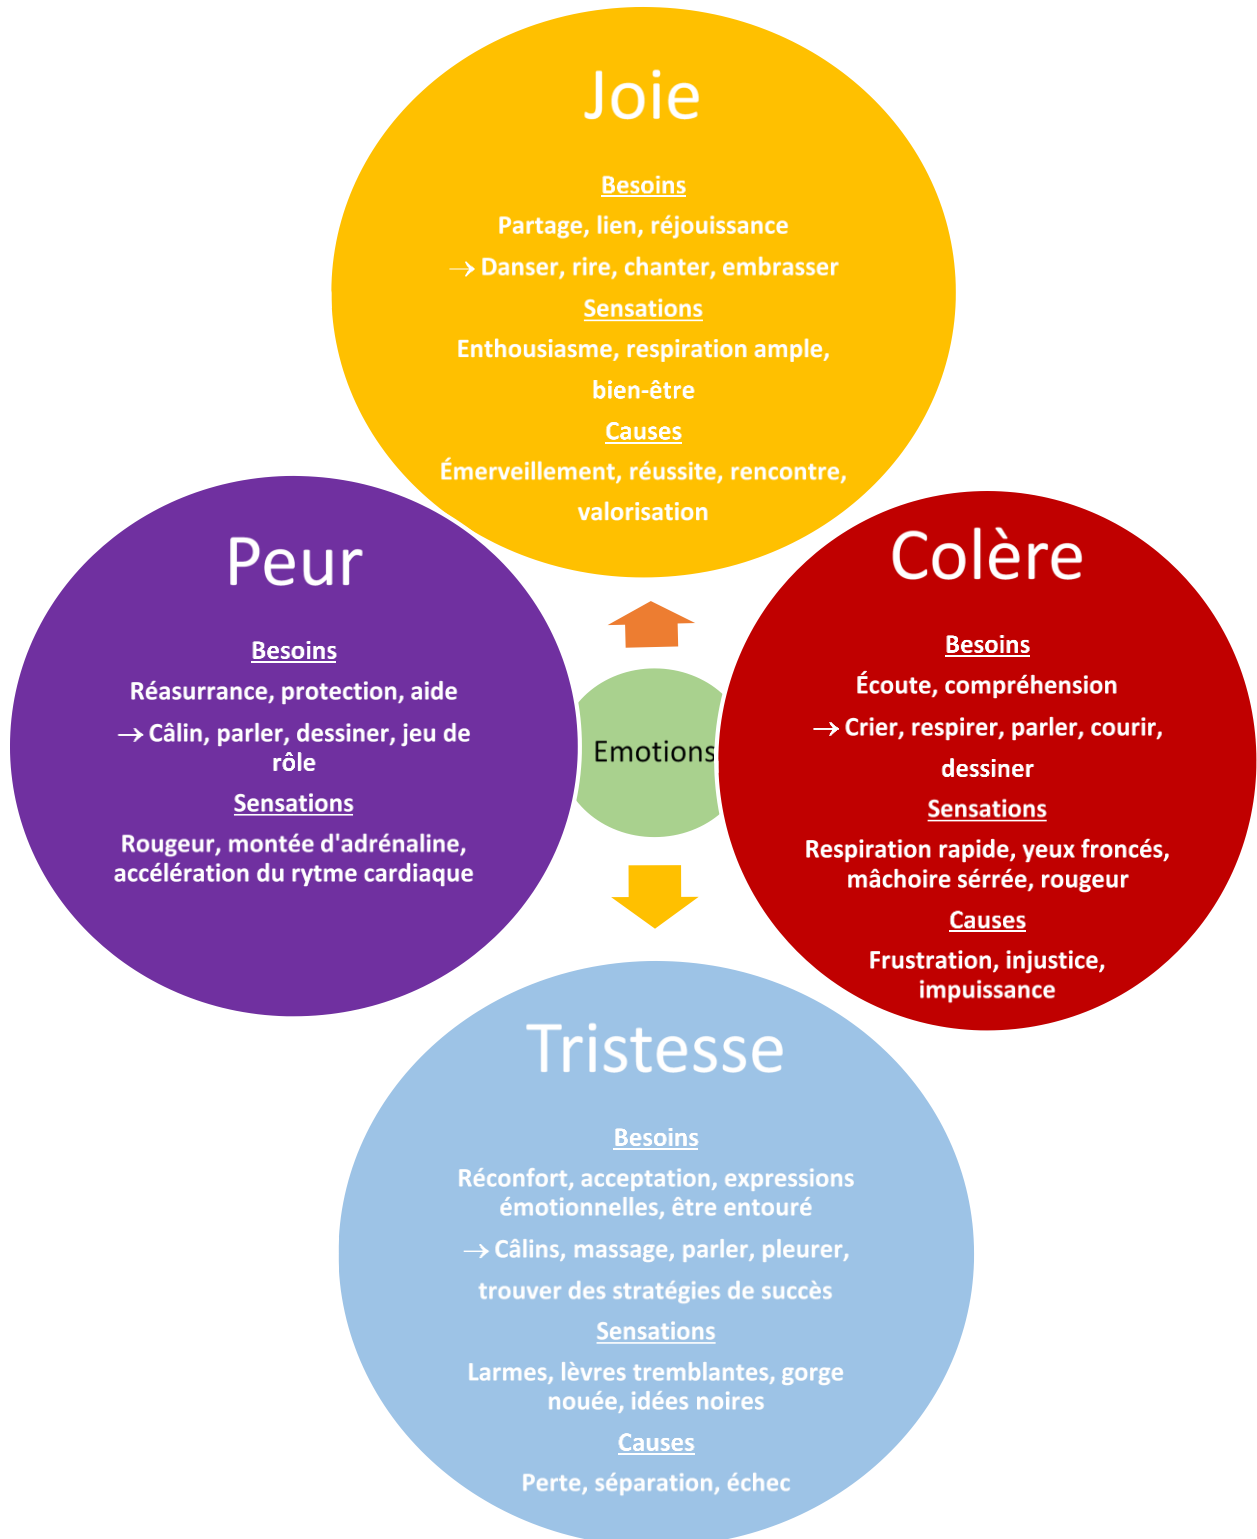 Joie
Besoins
Partage, lien, réjouissance
→ Danser, rire, chanter, embrasser
Sensations
Enthousiasme, respiration ample,
bien-être
Causes
Émerveillement, réussite, rencontre,
valorisation
Peur
Besoins
Réasurrance, protection, aide
→ Câlin, parler, dessiner, jeu de
rôle
Sensations
Rougeur, montée d'adrénaline,
accélération du rytme cardiaque
Emotions
Colère
Besoins
Écoute, compréhension
→ Crier, respirer, parler, courir,
dessiner
Sensations
Respiration rapide, yeux froncés,
mâchoire sérrée, rougeur
Causes
Frustration, injustice,
impuissance
Tristesse
Besoins
Réconfort, acceptation, expressions
émotionnelles, être entouré
→ Câlins, massage, parler, pleurer,
trouver des stratégies de succès
Sensations
Larmes, lèvres tremblantes, gorge
nouée, idées noires
Causes
Perte, séparation, échec